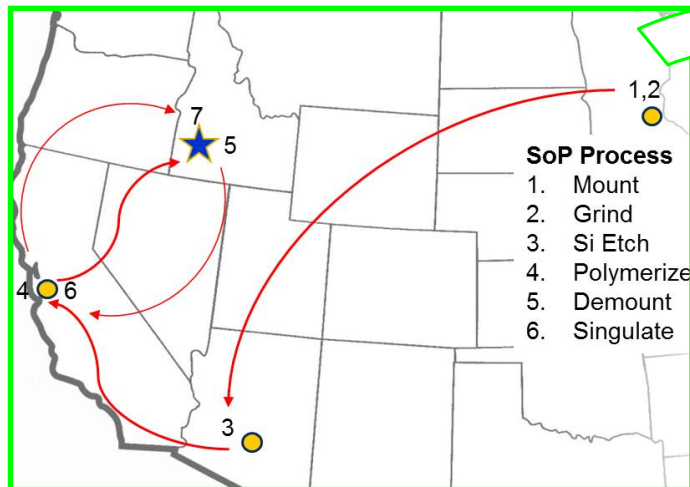 1,2
7
5
SoP Process
1. Mount
2. Grind
3. Si Etch
4. Polymerize
5. Demount
6. Singulate
4 6
3